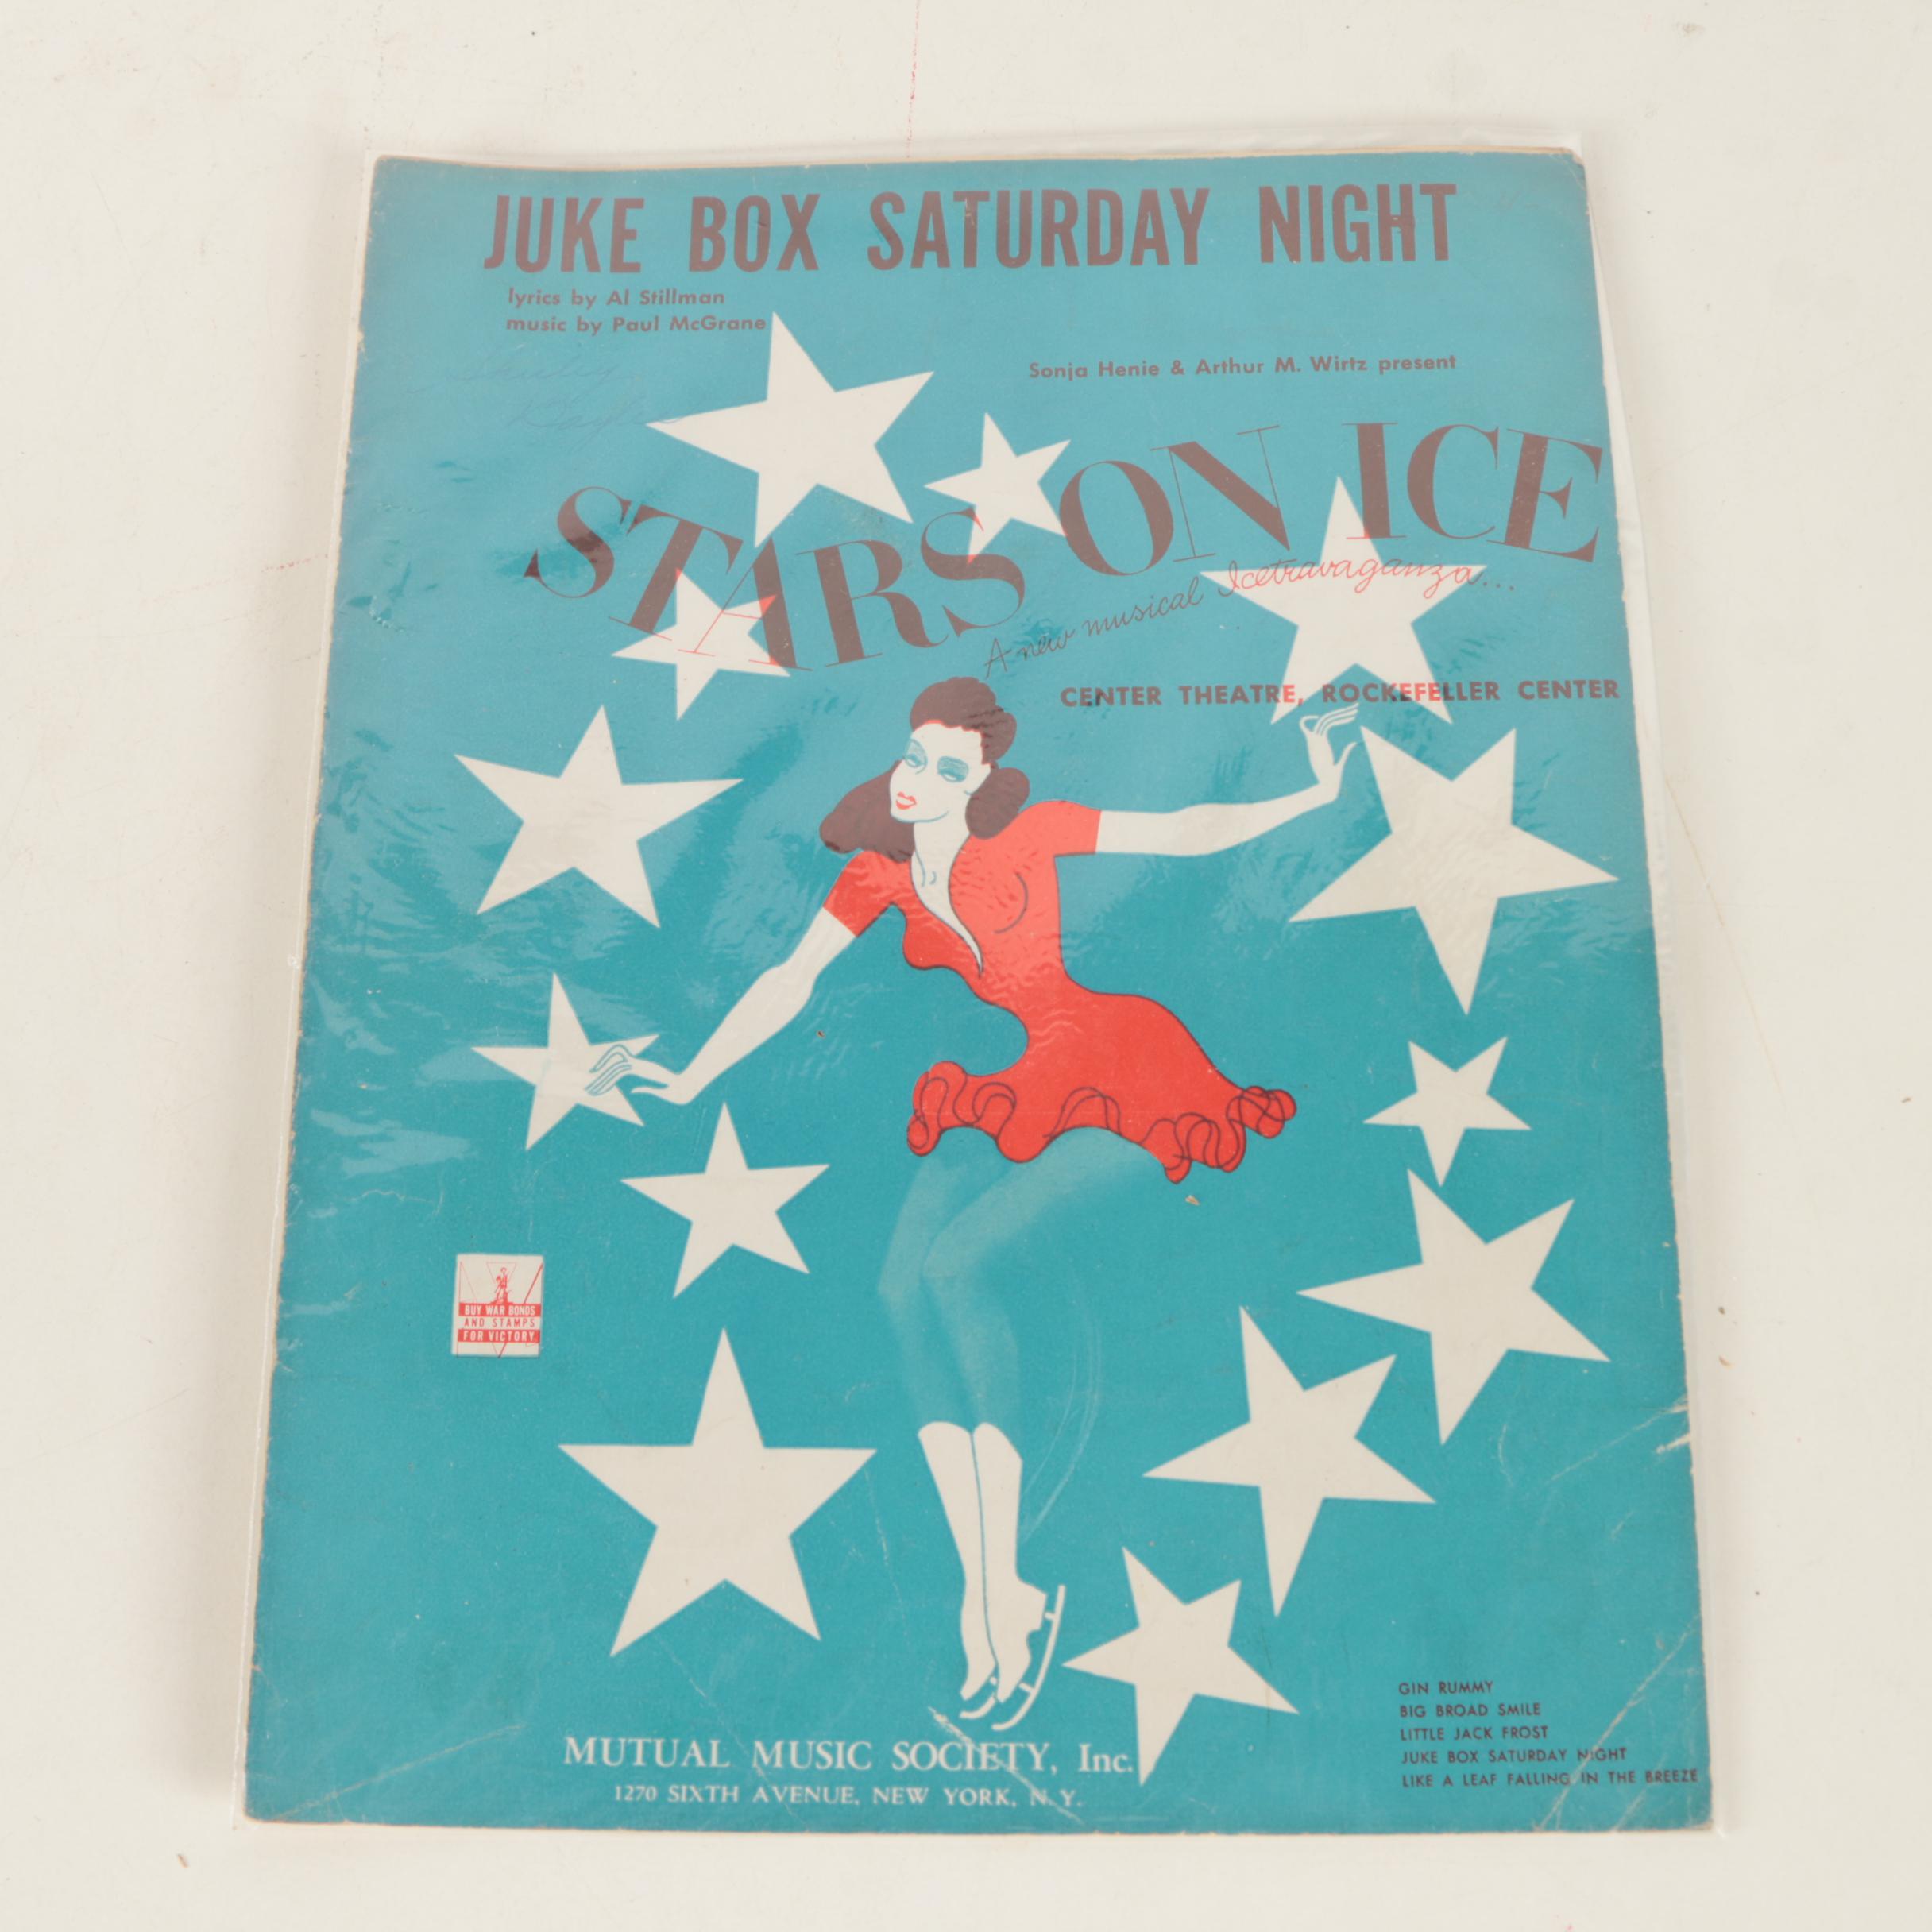 JUKE BOX SATURDAY NIGHT
lyrics by Al Stillman
music by Paul McGrane
Sonja Henie & Arthur M. Wirtz present
STARS ON ICE
A new musical Icetravaganza...
CENTER THEATRE, ROCKEFELLER CENTER
BUY WAR BONDS
AND STAMPS
FOR VICTORY
MUTUAL MUSIC SOCIETY, Inc.
1270 SIXTH AVENUE, NEW YORK, N. Y.
GIN RUMMY
BIG BROAD SMILE
LITTLE JACK FROST
JUKE BOX SATURDAY NIGHT
LIKE A LEAF FALLING IN THE BREEZE